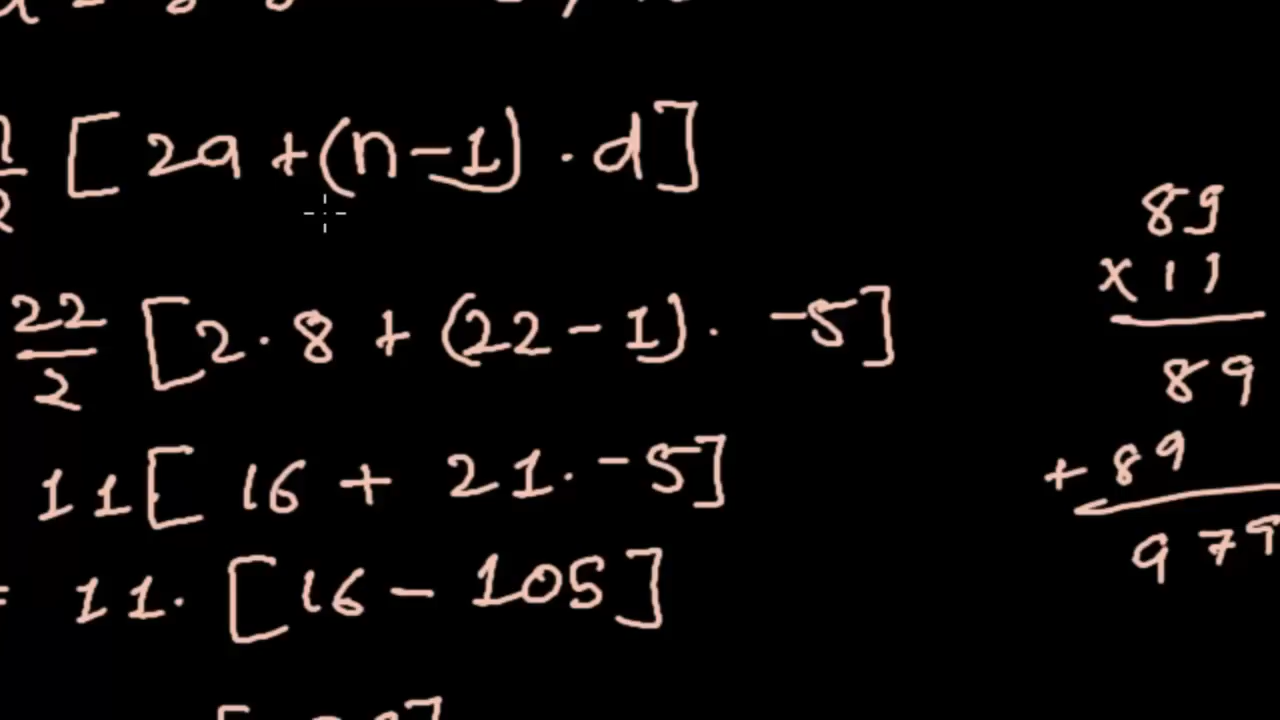 [2a + (n - 1) . d]
22/2 [2 . 8 + (22 - 1) . -5]
11 [16 + 21 . -5]
= 11 . [16 - 105]
89
x 11
89
+ 89
979